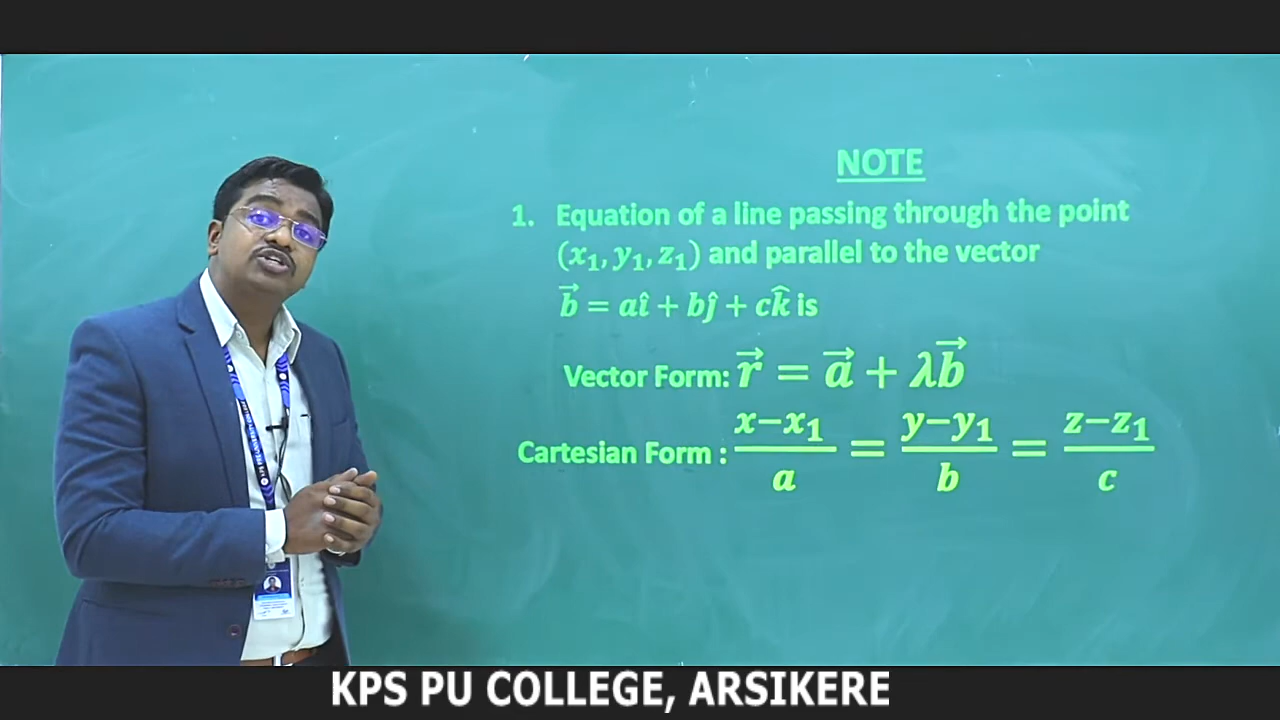 NOTE
1. Equation of a line passing through the point
(x₁, y₁, z₁) and parallel to the vector
b⃗ = aî + bĵ + ck̂ is
Vector Form: r⃗ = a⃗ + λb⃗
Cartesian Form : x−x₁/a = y−y₁/b = z−z₁/c
KPS PU COLLEGE, ARSIKERE